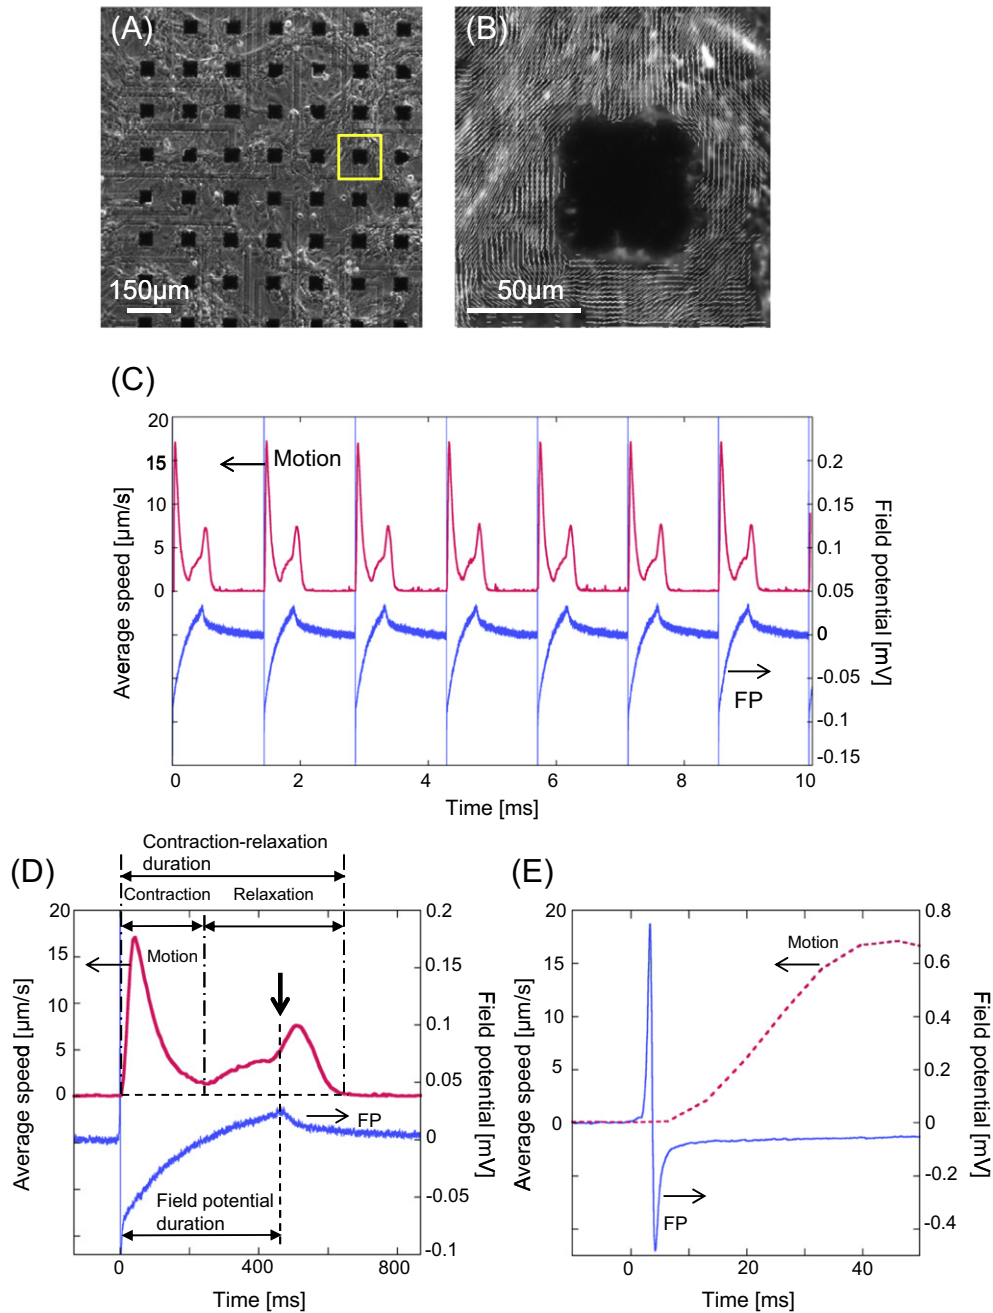 (A)
150µm
(B)
50µm
(C)
20
15
10
5
0
Average speed [µm/s]
Motion
FP
0.2
0.15
0.1
0.05
0
-0.05
-0.1
-0.15
Field potential [mV]
0 2 4 6 8 10
Time [ms]
(D)
Contraction-relaxation
duration
Contraction Relaxation
20
15
10
5
0
Average speed [µm/s]
Motion
FP
Field potential
duration
0.2
0.15
0.1
0.05
0
-0.05
-0.1
Field potential [mV]
0 400 800
Time [ms]
(E)
20
15
10
5
0
Average speed [µm/s]
Motion
FP
0.8
0.6
0.4
0.2
0
-0.2
-0.4
Field potential [mV]
0 20 40
Time [ms]